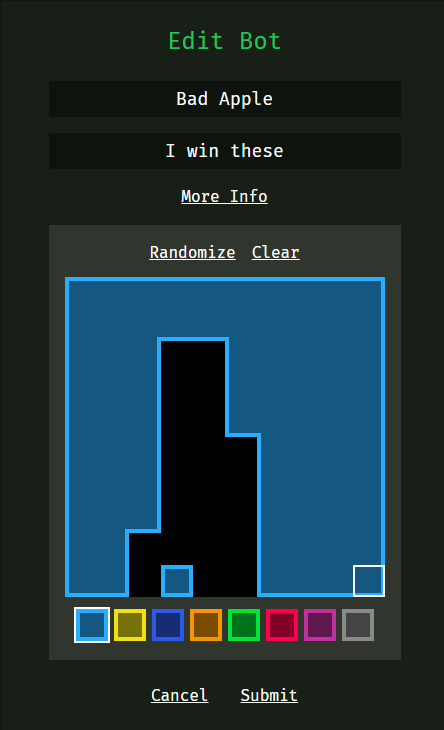 Edit Bot
Bad Apple
I win these
More Info
Randomize Clear
Cancel Submit